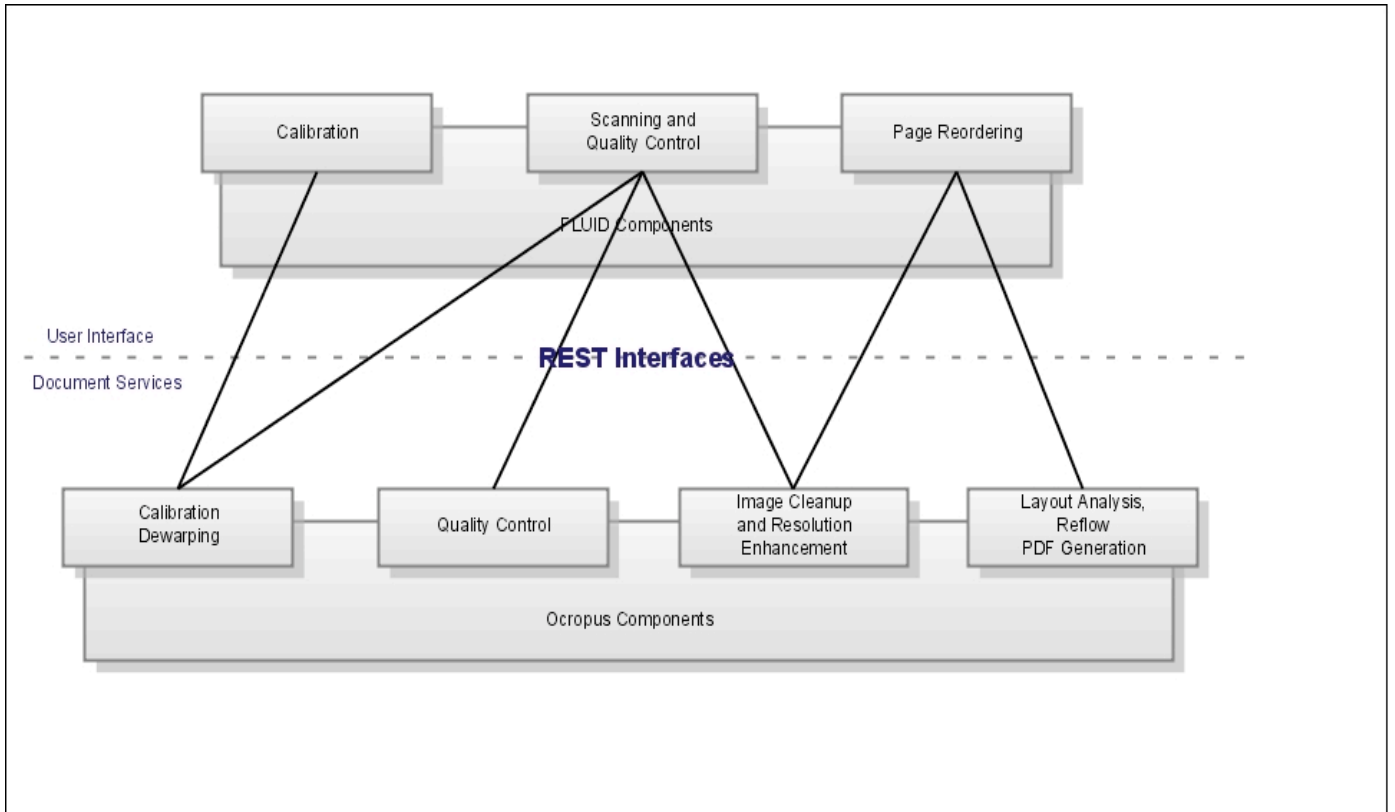 Calibration
Scanning and
Quality Control
Page Reordering
FLUID Components
User Interface
REST Interfaces
Document Services
Calibration
Dewarping
Quality Control
Image Cleanup
and Resolution
Enhancement
Layout Analysis,
Reflow
PDF Generation
Ocropus Components